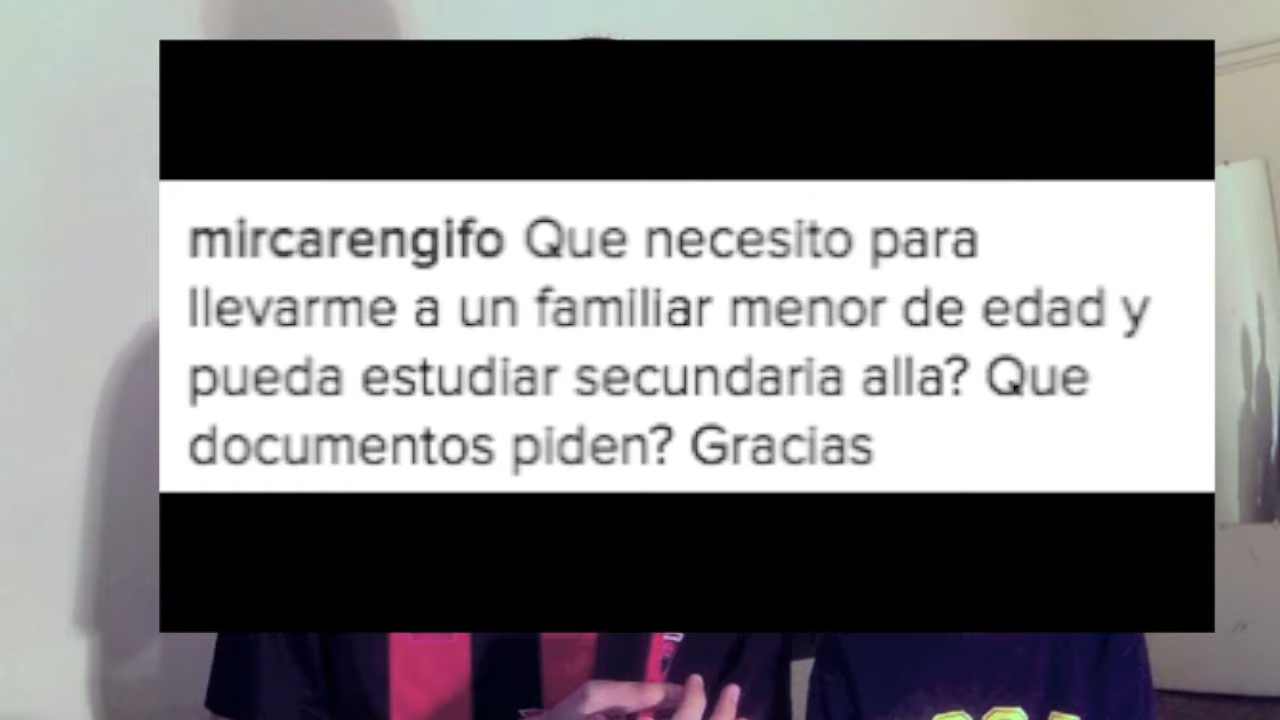 mircarengifo Que necesito para
llevarme a un familiar menor de edad y
pueda estudiar secundaria alla? Que
documentos piden? Gracias